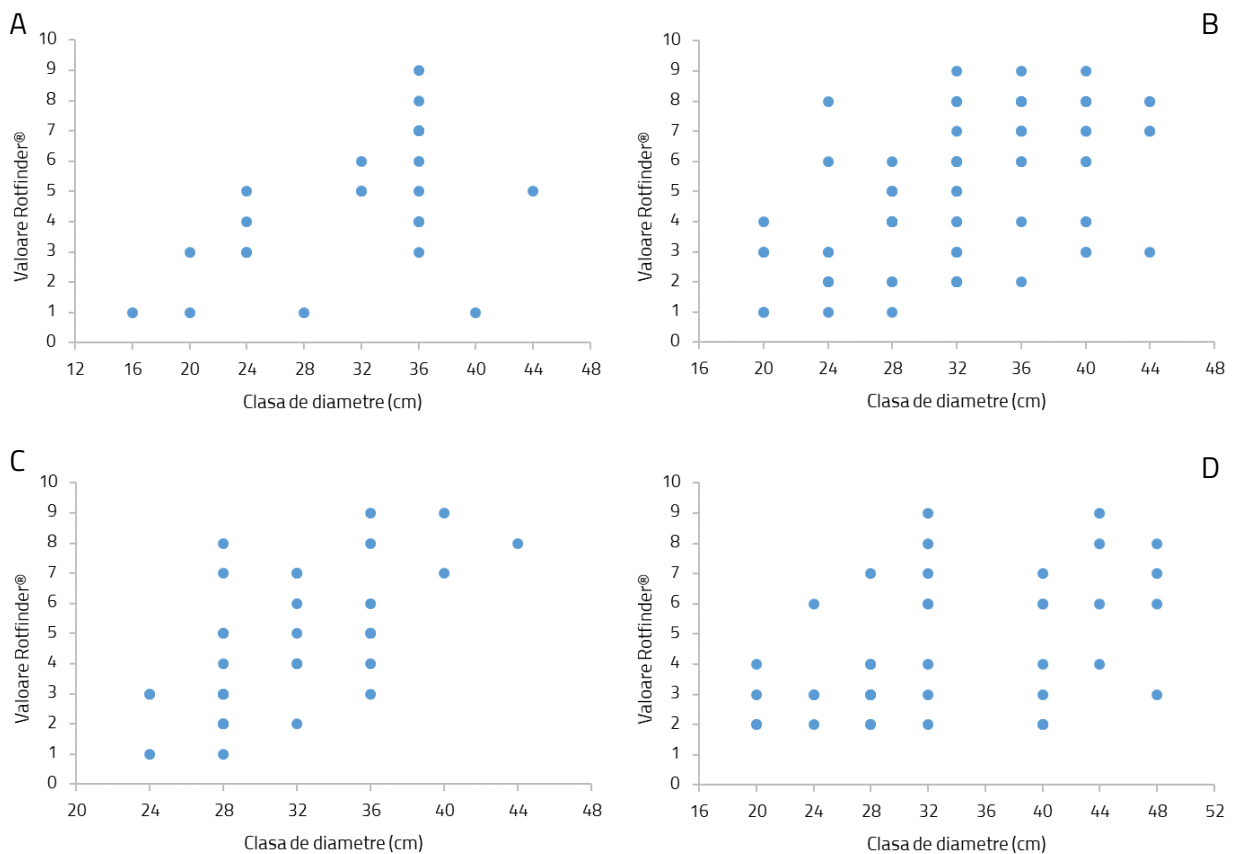 A
10
9
8
7
6
5
4
3
2
1
0
12 16 20 24 28 32 36 40 44 48
Valoare Rotfinder®
Clasa de diametre (cm)
B
10
9
8
7
6
5
4
3
2
1
0
16 20 24 28 32 36 40 44 48
Valoare Rotfinder®
Clasa de diametre (cm)
C
10
9
8
7
6
5
4
3
2
1
0
20 24 28 32 36 40 44 48
Valoare Rotfinder®
Clasa de diametre (cm)
D
10
9
8
7
6
5
4
3
2
1
0
16 20 24 28 32 36 40 44 48 52
Valoare Rotfinder®
Clasa de diametre (cm)